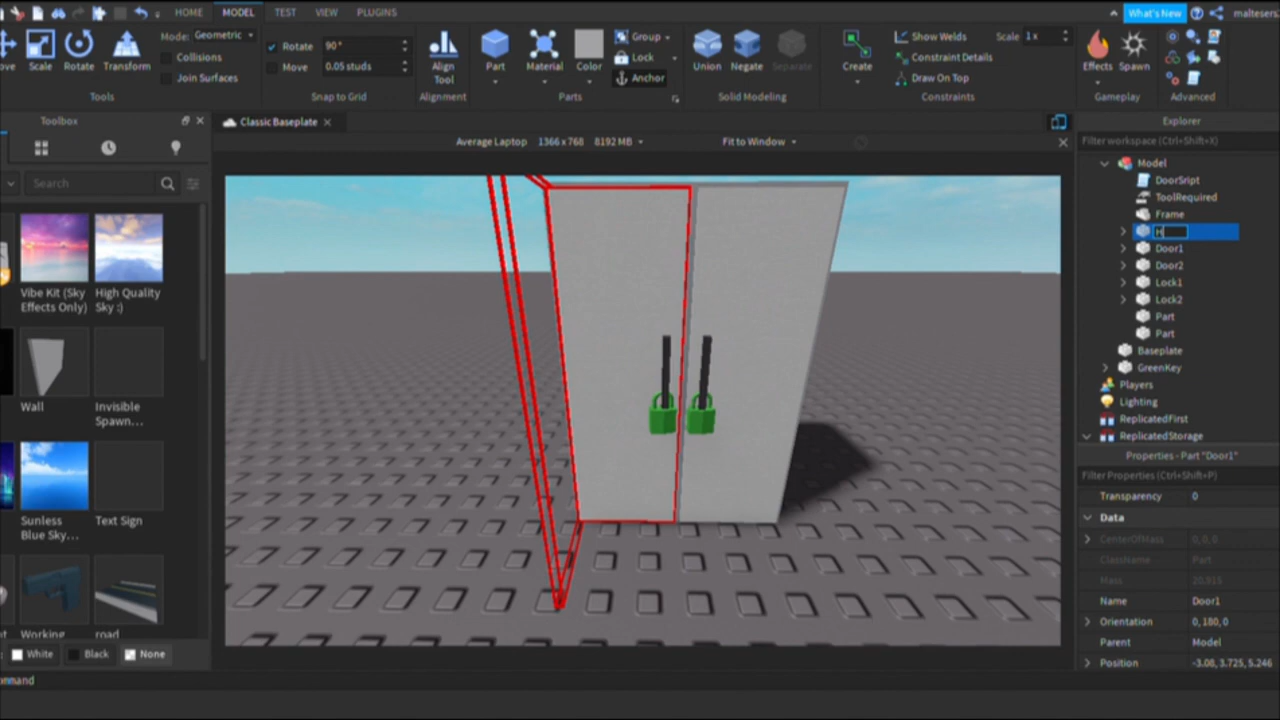 HOME MODEL TEST VIEW PLUGINS What's New
Mode: Geometric
Collisions
Join Surfaces
Scale Rotate Transform
Tools
Rotate 90°
Move 0.05 studs
Snap to Grid
Align
Tool
Alignment
Part Material Color
Group
Lock
Anchor
Parts
Union Negate Separate
Solid Modeling
Create
Show Welds Scale 1x
Constraint Details
Draw On Top
Constraints
Effects Spawn
Gameplay
Advanced
Toolbox
Search
Vibe Kit (Sky
Effects Only)
High Quality
Sky :)
Wall
Invisible
Spawn...
Sunless
Blue Sky...
Text Sign
Working
road
White Black None
Classic Baseplate
Average Laptop 1366 x 768 8192 MB Fit to Window
Explorer
Filter workspace (Ctrl+Shift+X)
Model
DoorSript
ToolRequired
Frame
H
Door1
Door2
Lock1
Lock2
Part
Part
Baseplate
GreenKey
Players
Lighting
ReplicatedFirst
ReplicatedStorage
Properties - Part "Door1"
Filter Properties (Ctrl+Shift+P)
Transparency 0
Data
CenterOfMass 0, 0, 0
ClassName Part
Mass 20.915
Name Door1
Orientation 0, 180, 0
Parent Model
Position -3.08, 3.725, 5.246